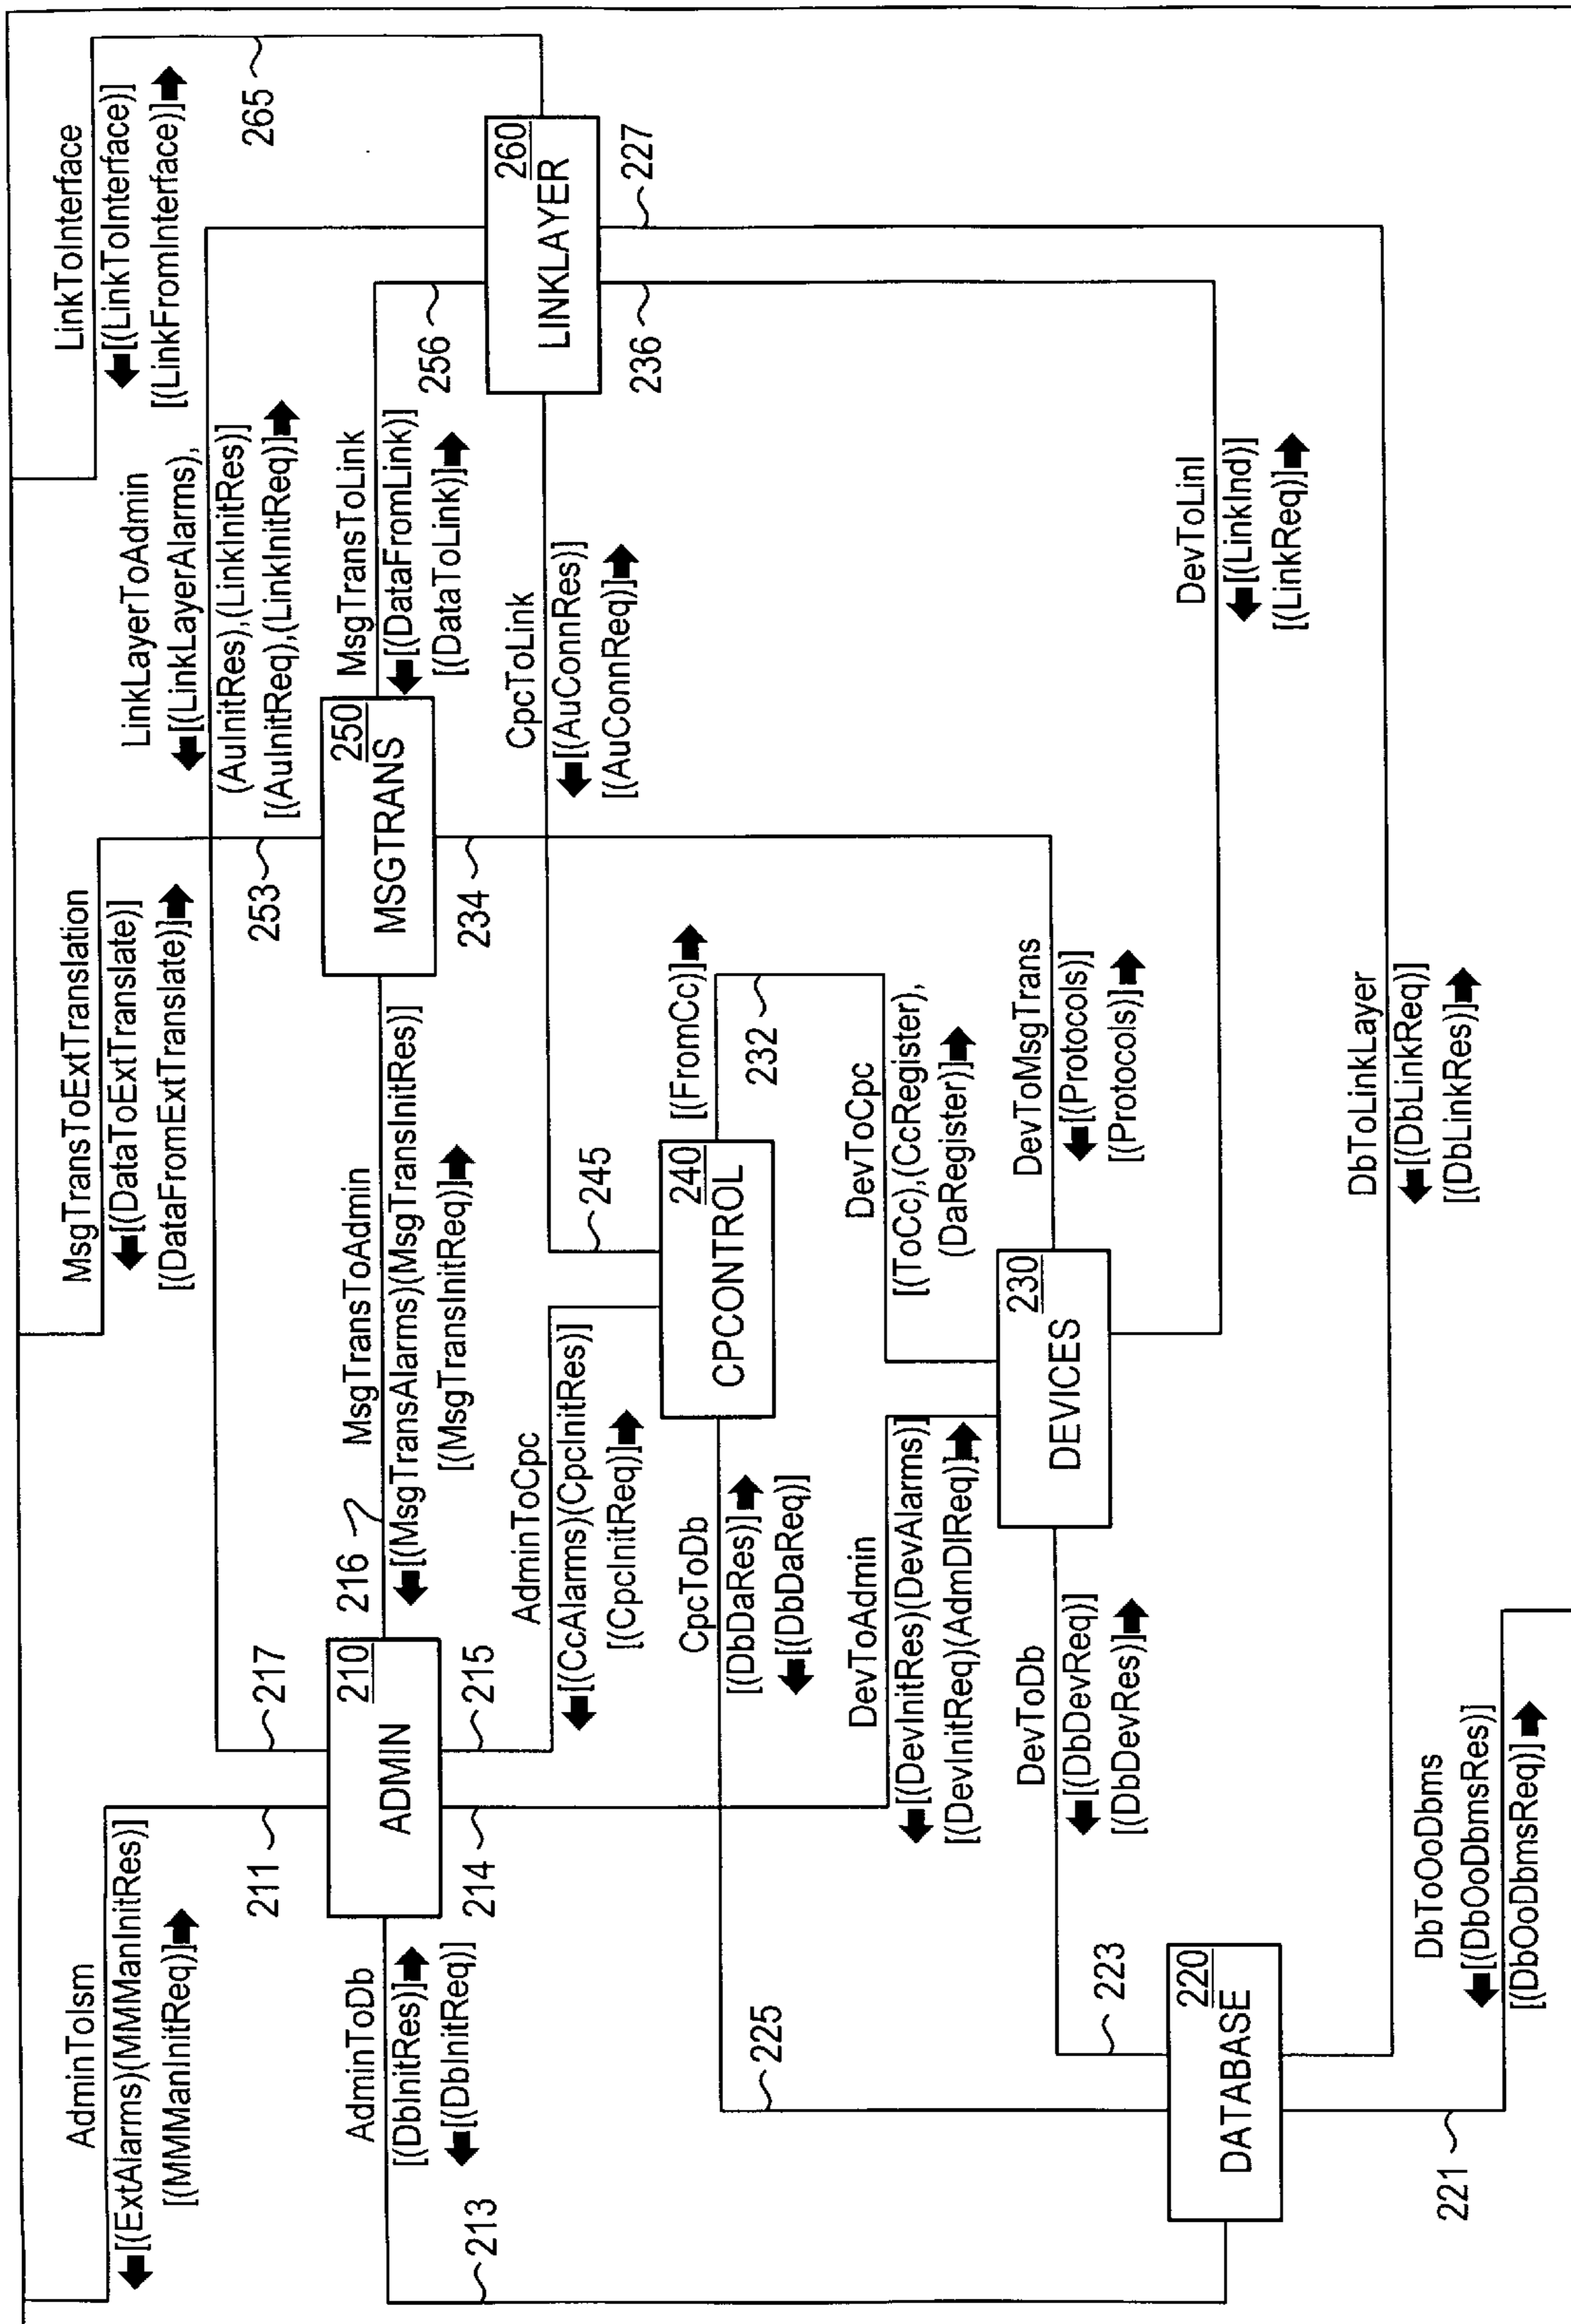 AdminToIsm
[(ExtAlarms)(MMManInitRes)]
[(MMManInitReq)]
211
MsgTransToExtTranslation
[(DataToExtTranslate)]
[(DataFromExtTranslate)]
253
LinkToInterface
[(LinkToInterface)]
[(LinkFromInterface)]
265
LinkLayerToAdmin
[(LinkLayerAlarms),
(AuInitRes),(LinkInitRes)]
[(AuInitReq),(LinkInitReq)]
217
AdminToDb
[(DbInitRes)]
[(DbInitReq)]
213
210
ADMIN
214
215
216
MsgTransToAdmin
[(MsgTransAlarms)(MsgTransInitRes)]
[(MsgTransInitReq)]
250
MSGTRANS
234
MsgTransToLink
[(DataFromLink)]
[(DataToLink)]
256
260
LINKLAYER
236
227
AdminToCpc
[(CcAlarms)(CpcInitRes)]
[(CpcInitReq)]
245
CpcToLink
[(AuConnRes)]
[(AuConnReq)]
CpcToDb
[(DbDaRes)]
[(DbDaReq)]
225
240
CPCONTROL
[(FromCc)]
232
DevToCpc
[(ToCc),(CcRegister),
(DaRegister)]
DevToAdmin
[(DevInitRes)(DevAlarms)]
[(DevInitReq)(AdmDIReq)]
230
DEVICES
DevToMsgTrans
[(Protocols)]
[(Protocols)]
DevToDb
[(DbDevReq)]
[(DbDevRes)]
223
DevToLinl
[(LinkInd)]
[(LinkReq)]
220
DATABASE
221
DbToLinkLayer
[(DbLinkReq)]
[(DbLinkRes)]
DbToOoDbms
[(DbOoDbmsRes)]
[(DbOoDbmsReq)]